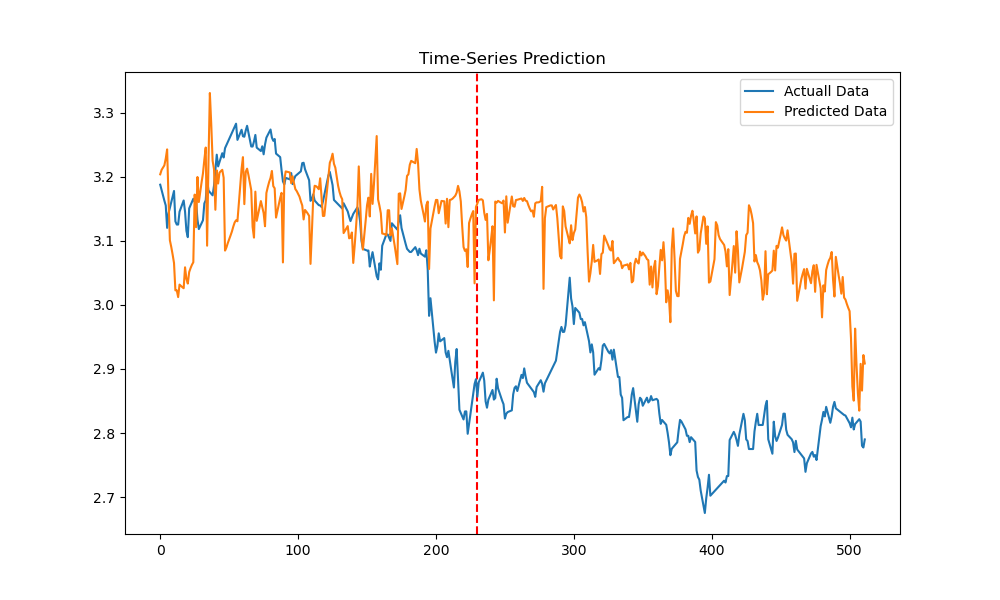 Time-Series Prediction
Actuall Data
Predicted Data
3.3
3.2
3.1
3.0
2.9
2.8
2.7
0 100 200 300 400 500